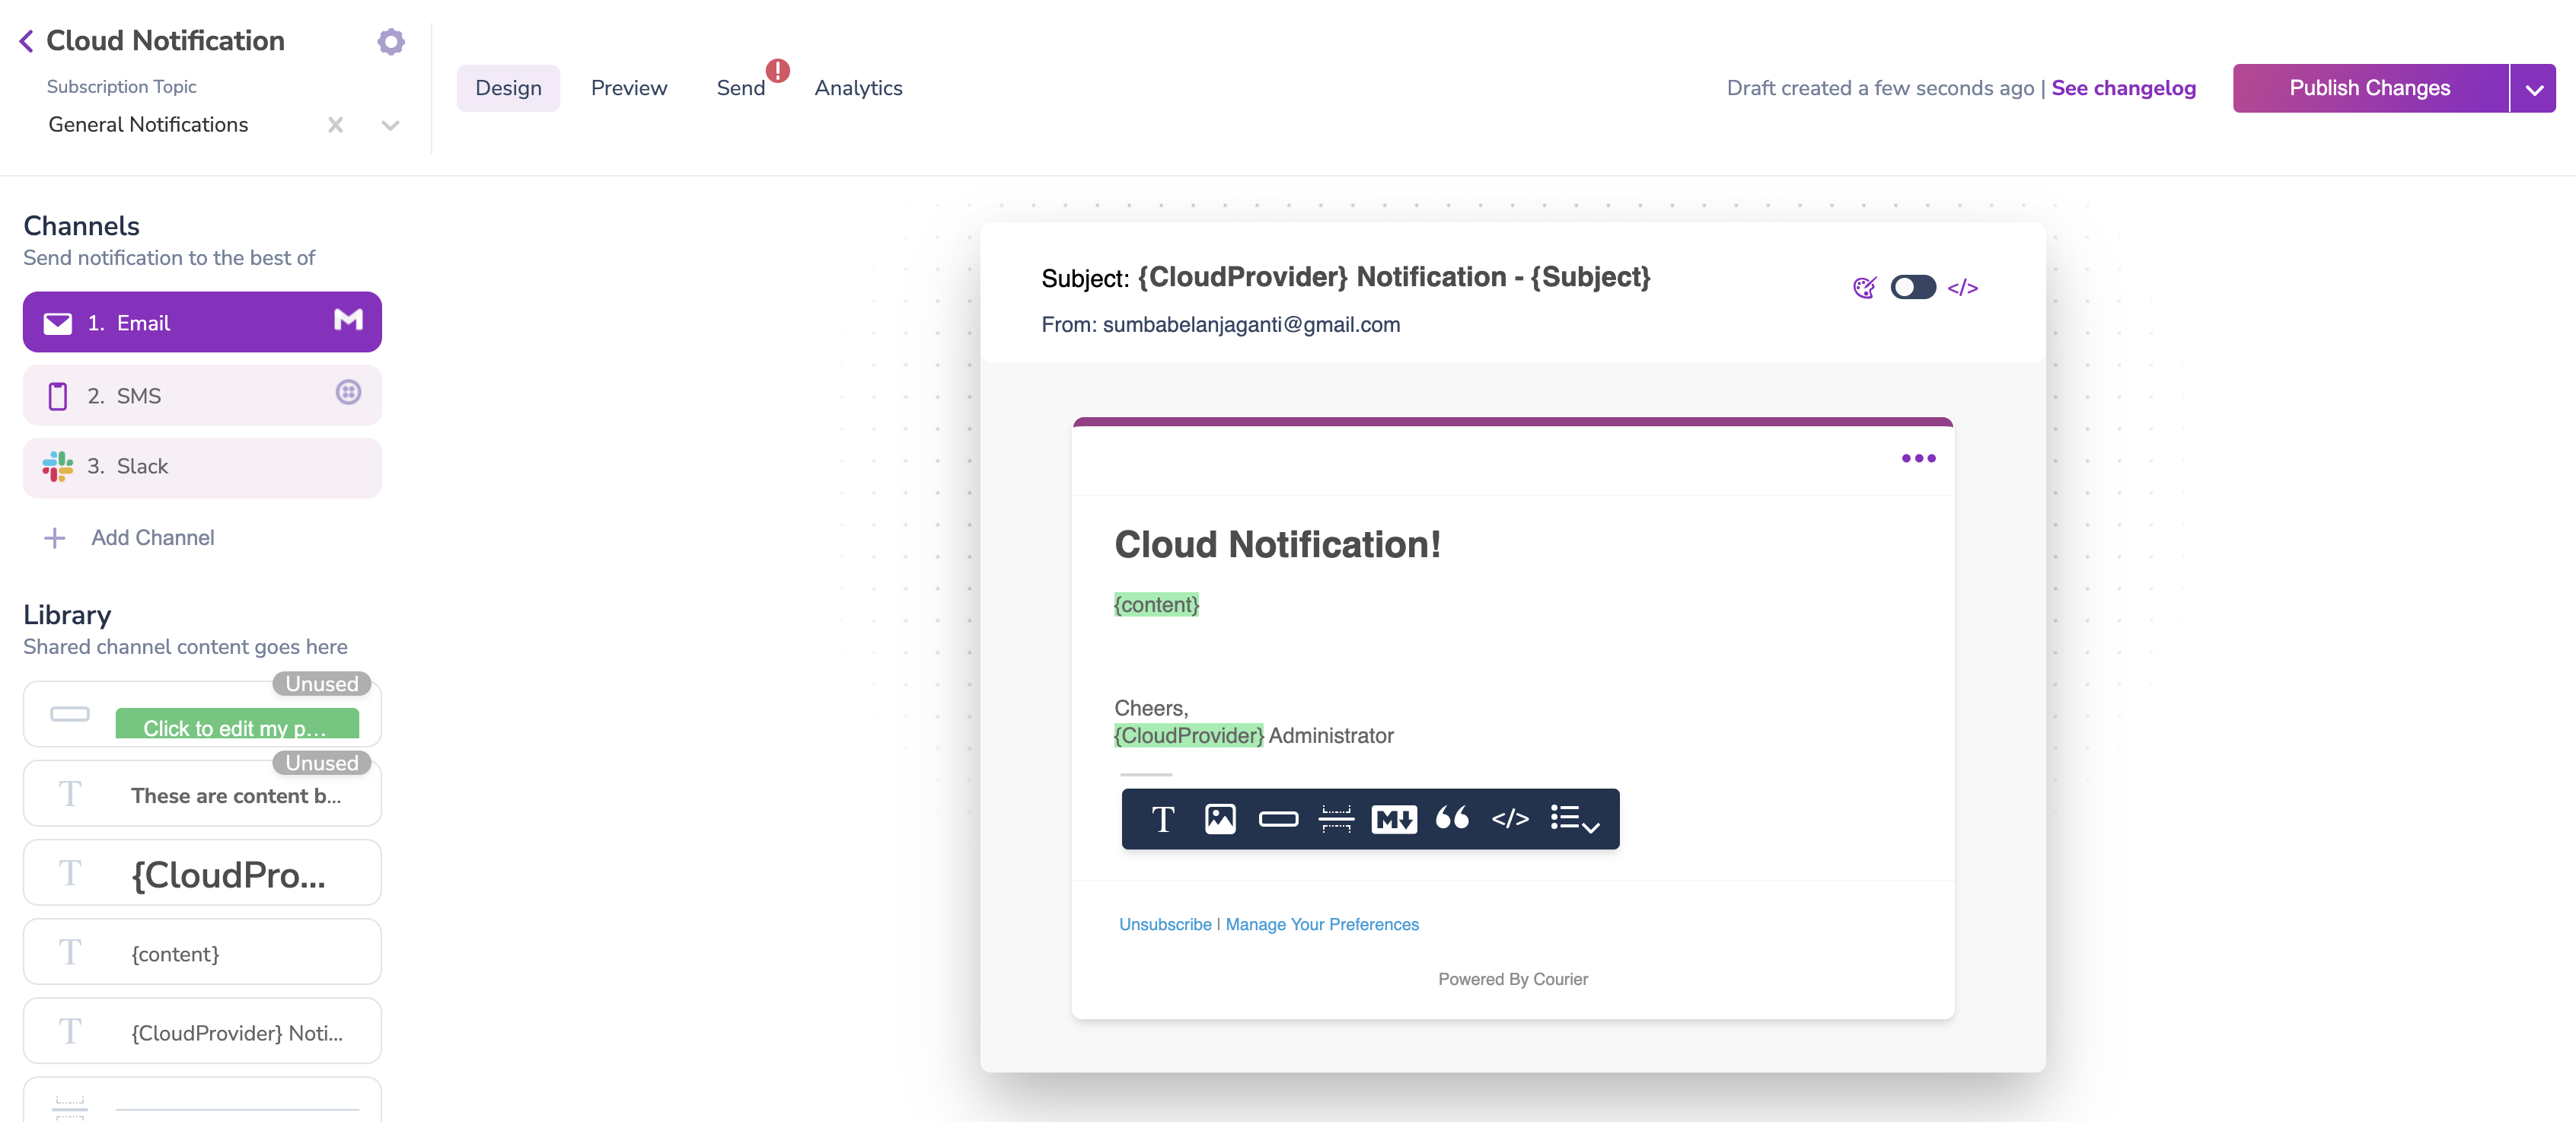 Cloud Notification
Subscription Topic
General Notifications
Design
Preview
Send
Analytics
Draft created a few seconds ago | See changelog
Publish Changes
Channels
Send notification to the best of
1. Email
2. SMS
3. Slack
Add Channel
Library
Shared channel content goes here
Unused
Click to edit my p...
Unused
These are content b...
{CloudPro...
{content}
{CloudProvider} Noti...
Subject: {CloudProvider} Notification - {Subject}
From: sumbabelanjaganti@gmail.com
</>
Cloud Notification!
{content}
Cheers,
{CloudProvider} Administrator
T
M
</>
Unsubscribe | Manage Your Preferences
Powered By Courier